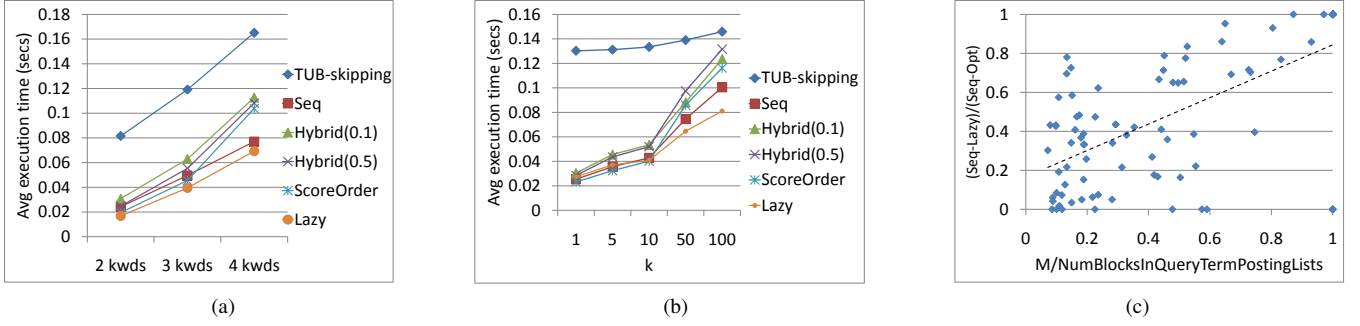 Avg execution time (secs)
0.18
0.16
0.14
0.12
0.1
0.08
0.06
0.04
0.02
0
2 kwds 3 kwds 4 kwds
TUB-skipping
Seq
Hybrid(0.1)
Hybrid(0.5)
ScoreOrder
Lazy
(a)
Avg execution time (secs)
0.16
0.14
0.12
0.1
0.08
0.06
0.04
0.02
0
1 5 10 50 100
k
TUB-skipping
Seq
Hybrid(0.1)
Hybrid(0.5)
ScoreOrder
Lazy
(b)
(Seq-Lazy)/(Seq-Opt)
1
0.8
0.6
0.4
0.2
0
0 0.2 0.4 0.6 0.8 1
M/NumBlocksInQueryTermPostingLists
(c)